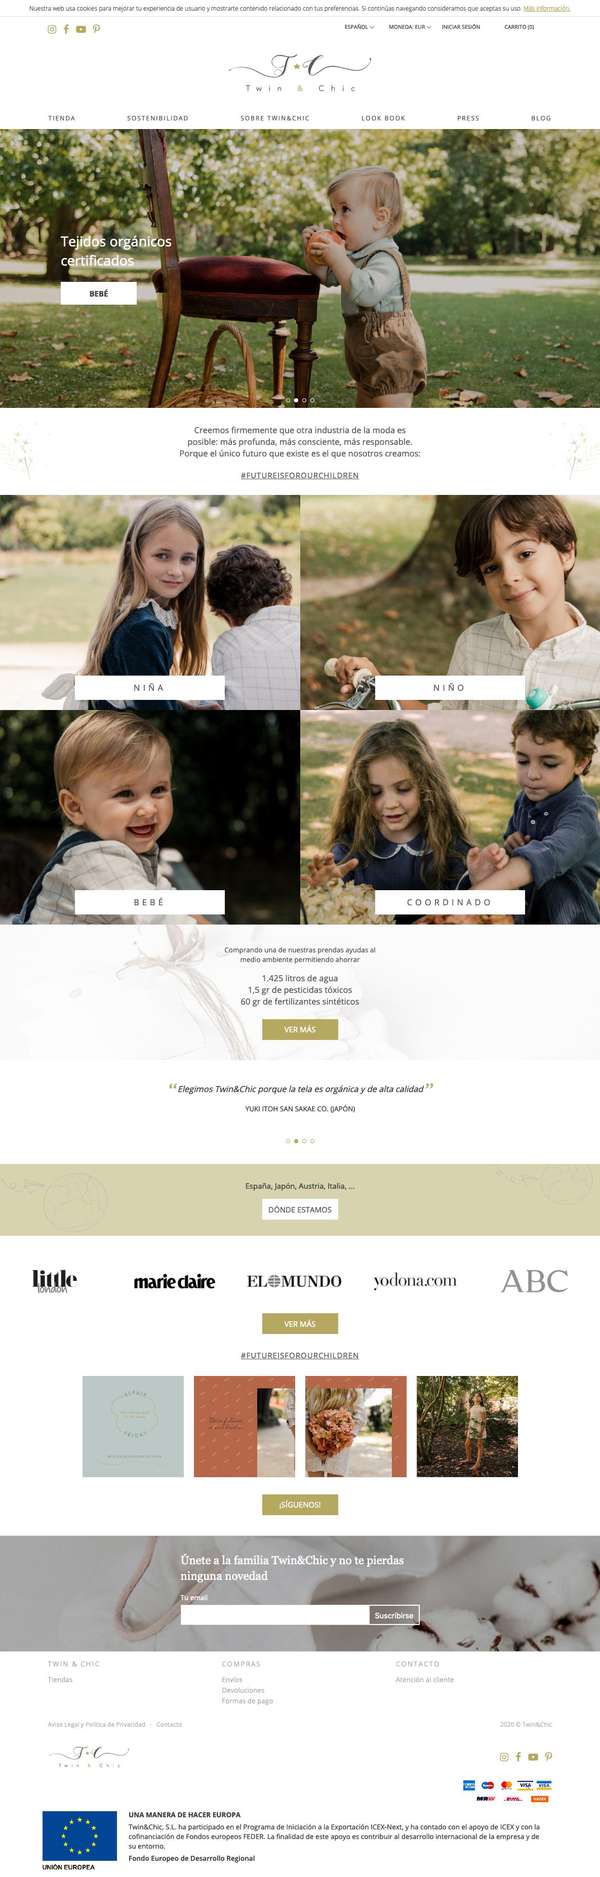 Nuestra web usa cookies para mejorar tu experiencia de usuario y mostrarte contenido relacionado con tus preferencias. Si continúas navegando consideramos que aceptas su uso Más información.
ESPAÑOL MONEDA: EUR INICIAR SESIÓN CARRITO (0)
T C
Twin & Chic
TIENDA SOSTENIBILIDAD SOBRE TWIN&CHIC LOOK BOOK PRESS BLOG
Tejidos orgánicos
certificados
BEBÉ
Creemos firmemente que otra industria de la moda es
posible: más profunda, más consciente, más responsable.
Porque el único futuro que existe es el que nosotros creamos:
#FUTUREISFOROURCHILDREN
NIÑA
NIÑO
BEBÉ
COORDINADO
Comprando una de nuestras prendas ayudas al
medio ambiente permitiendo ahorrar
1.425 litros de agua
1,5 gr de pesticidas tóxicos
60 gr de fertilizantes sintéticos
VER MÁS
“Elegimos Twin&Chic porque la tela es orgánica y de alta calidad”
YUKI ITOH SAN SAKAE CO. (JAPÓN)
España, Japón, Austria, Italia, ...
DÓNDE ESTAMOS
little london
marie claire
EL MUNDO
yodona.com
ABC
VER MÁS
#FUTUREISFOROURCHILDREN
¡SÍGUENOS!
Únete a la familia Twin&Chic y no te pierdas
ninguna novedad
Tu email
Suscribirse
TWIN & CHIC COMPRAS CONTACTO
Tiendas Envíos Atención al cliente
Devoluciones
Formas de pago
Aviso Legal y Política de Privacidad - Contacto 2020 © Twin&Chic
T C
Twin & Chic
VISA VISA
UNA MANERA DE HACER EUROPA
Twin&Chic, S.L. ha participado en el Programa de Iniciación a la Exportación ICEX-Next, y ha contado con el apoyo de ICEX y con la
cofinanciación de Fondos europeos FEDER. La finalidad de este apoyo es contribuir al desarrollo internacional de la empresa y de
su entorno.
Fondo Europeo de Desarrollo Regional
UNIÓN EUROPEA